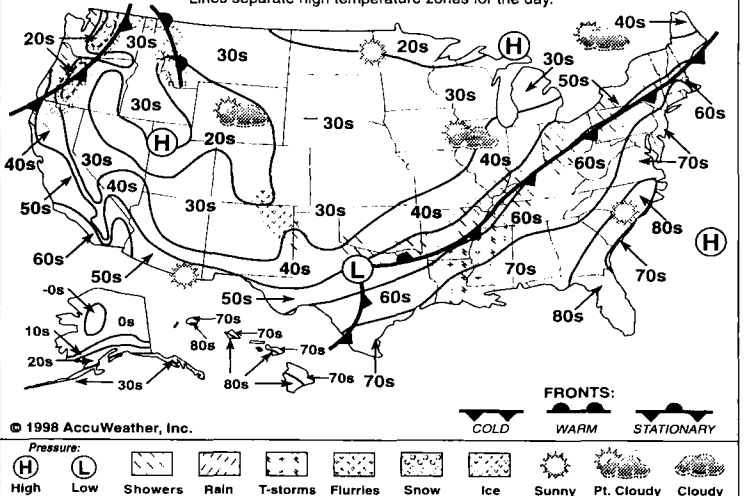 Lines separate high temperature zones for the day.
20s 30s 30s 20s H 40s
30s 50s
30s 30s 30s 60s
H 20s
40s 30s 40s 60s 70s
50s 40s 30s 30s 40s 60s 80s
60s 50s 40s L 70s 70s H
50s 60s 80s
-0s 0s 70s
10s 80s 70s
20s 70s
30s 80s 70s 70s
FRONTS:
© 1998 AccuWeather, Inc.
COLD WARM STATIONARY
Pressure:
H L
High Low Showers Rain T-storms Flurries Snow Ice Sunny Pt. Cloudy Cloudy